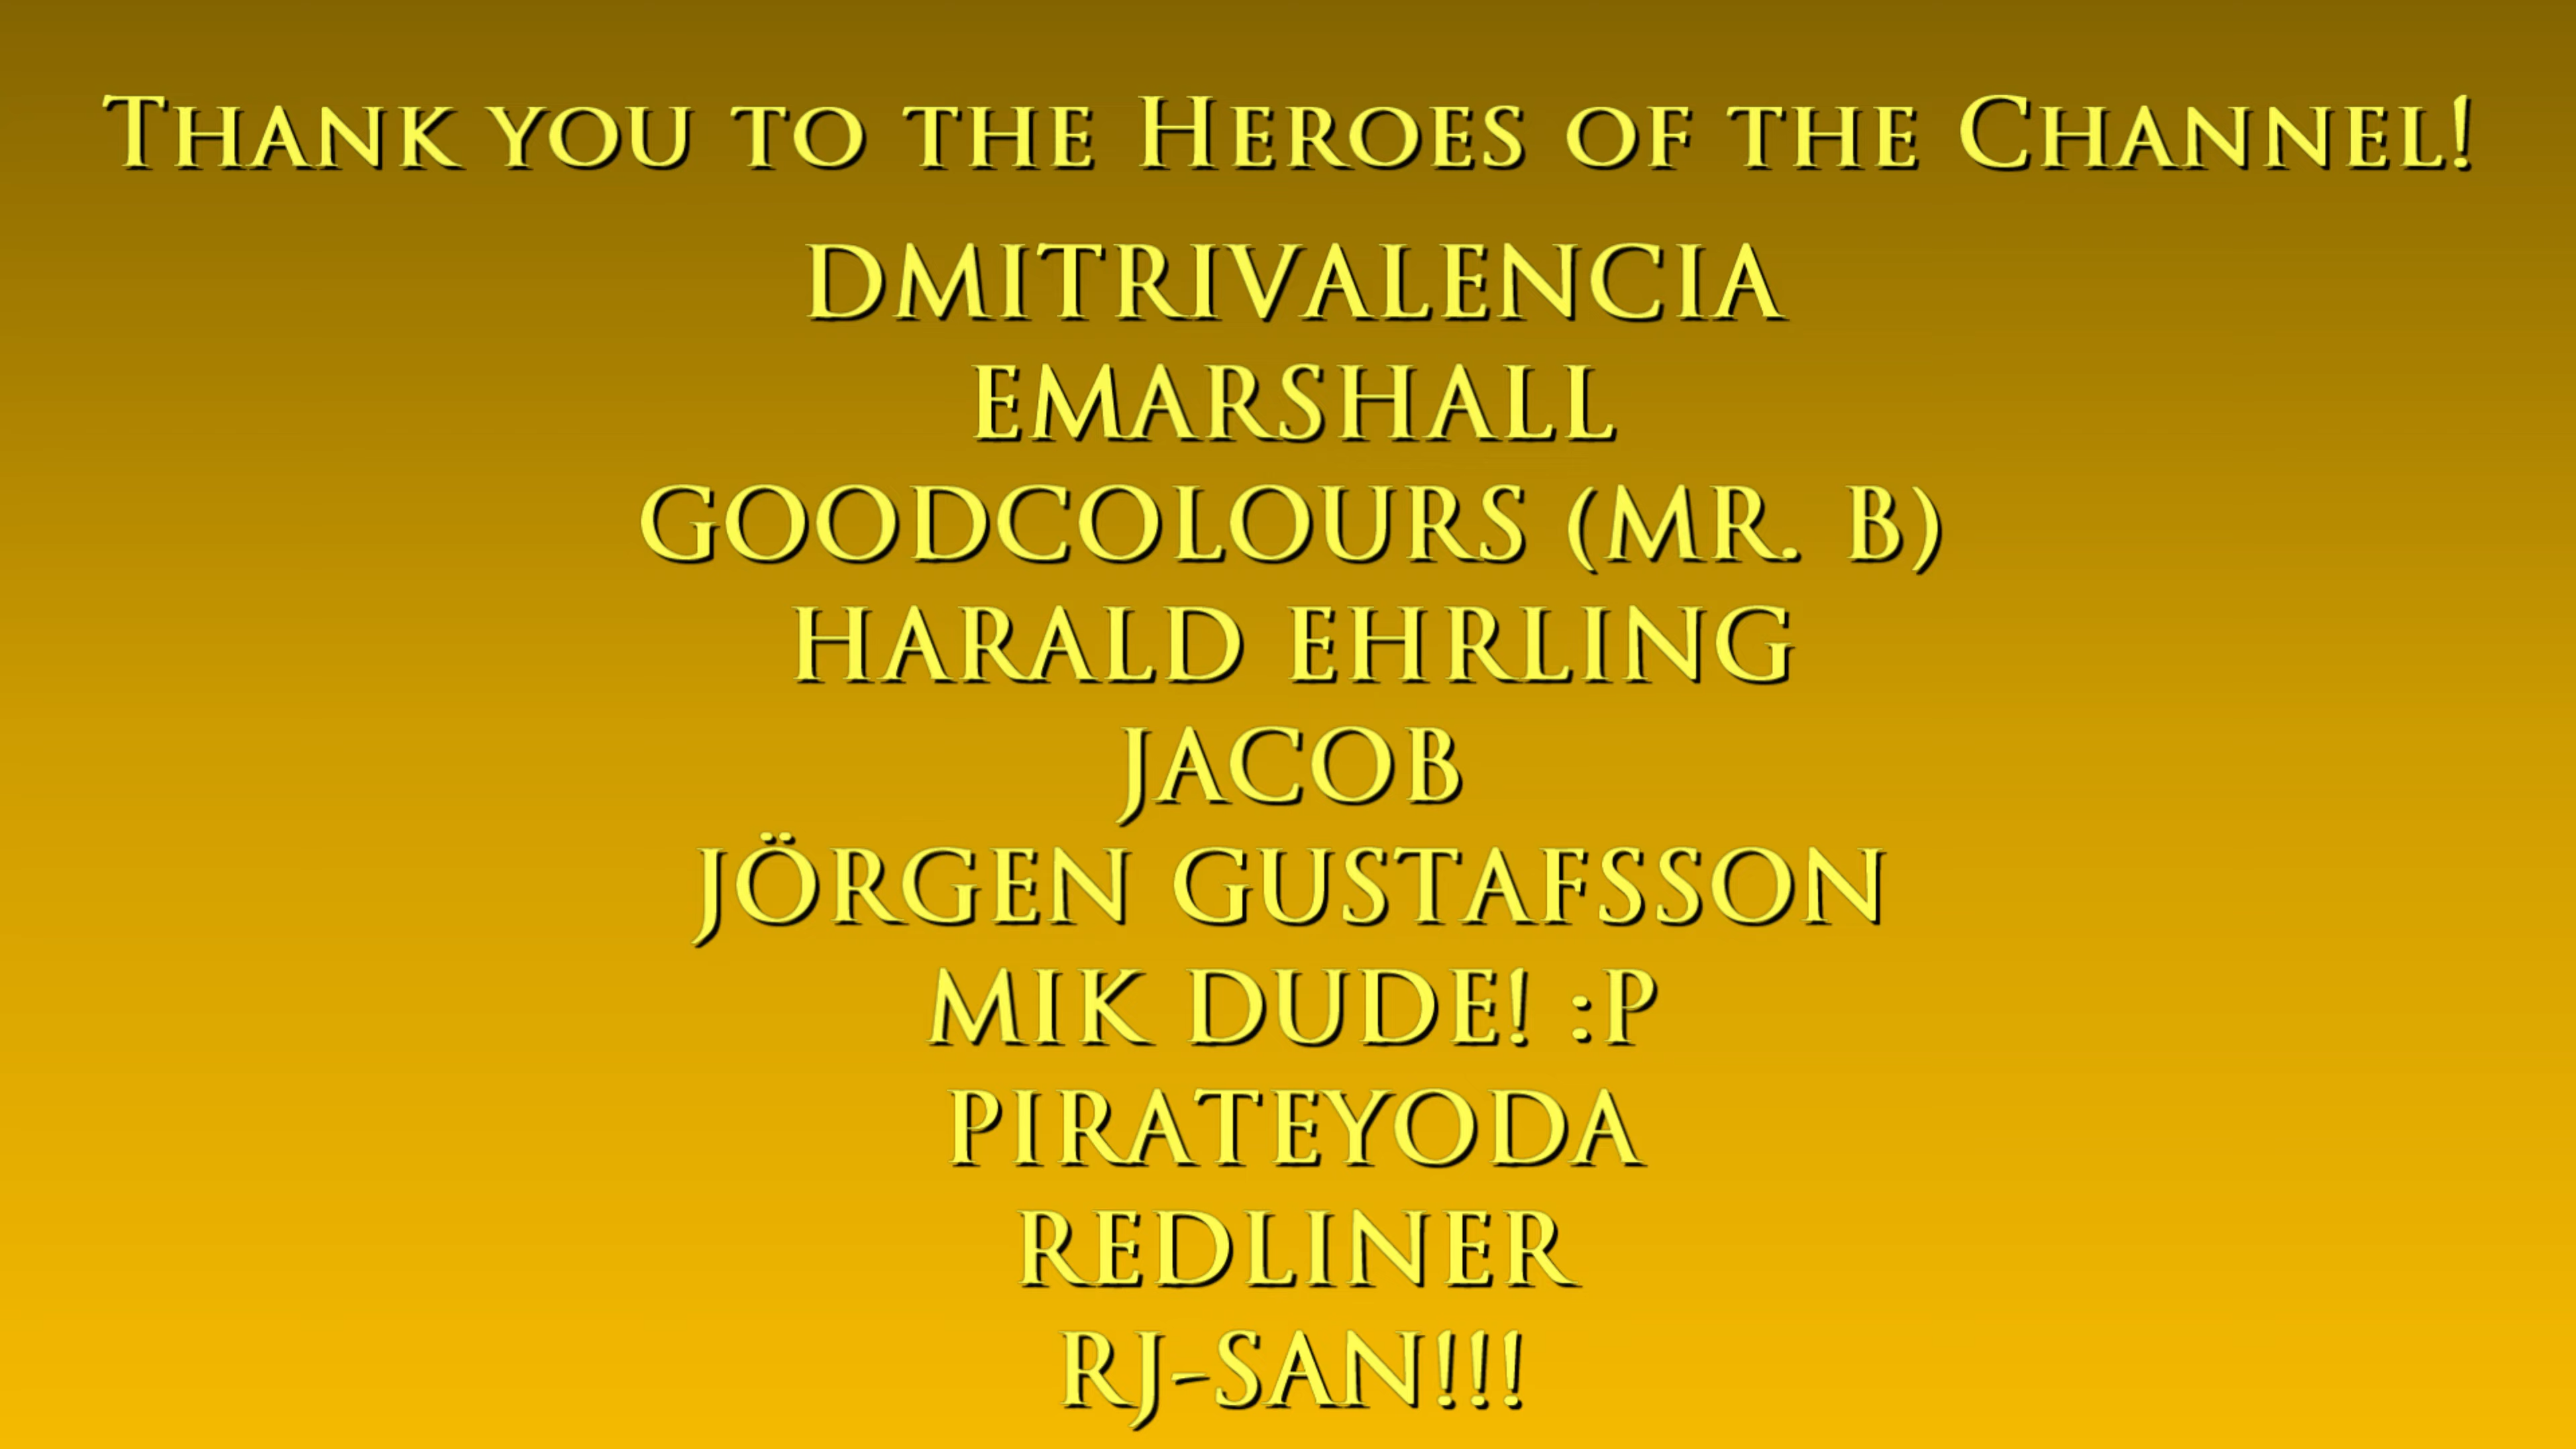 Thank you to the Heroes of the Channel!
DMITRIVALENCIA
EMARSHALL
GOODCOLOURS (MR. B)
HARALD EHRLING
JACOB
JÖRGEN GUSTAFSSON
MIK DUDE! :P
PIRATEYODA
REDLINER
RJ-SAN!!!